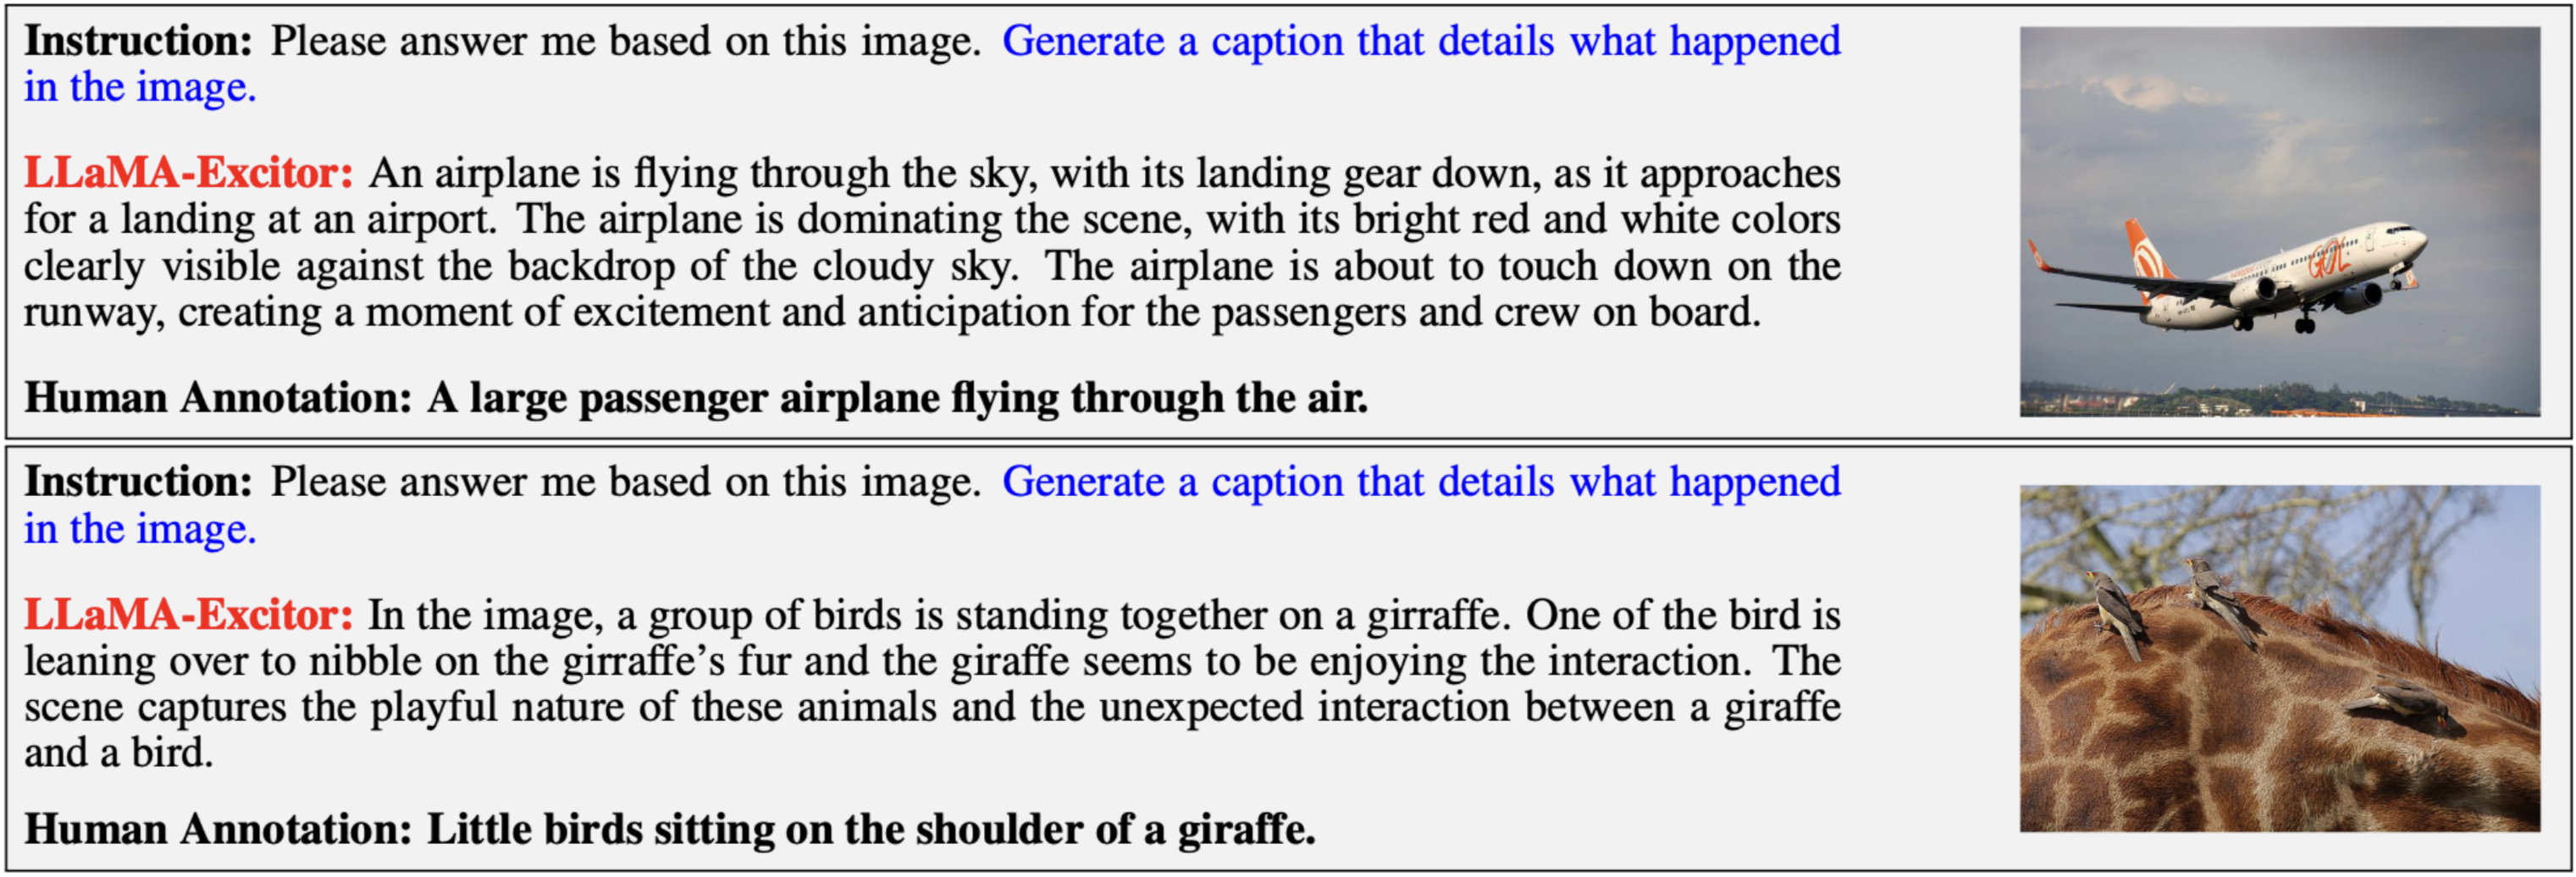 Instruction: Please answer me based on this image. Generate a caption that details what happened
in the image.
LLaMA-Excitor: An airplane is flying through the sky, with its landing gear down, as it approaches
for a landing at an airport. The airplane is dominating the scene, with its bright red and white colors
clearly visible against the backdrop of the cloudy sky. The airplane is about to touch down on the
runway, creating a moment of excitement and anticipation for the passengers and crew on board.
Human Annotation: A large passenger airplane flying through the air.
GOL
Instruction: Please answer me based on this image. Generate a caption that details what happened
in the image.
LLaMA-Excitor: In the image, a group of birds is standing together on a girraffe. One of the bird is
leaning over to nibble on the girraffe's fur and the giraffe seems to be enjoying the interaction. The
scene captures the playful nature of these animals and the unexpected interaction between a giraffe
and a bird.
Human Annotation: Little birds sitting on the shoulder of a giraffe.